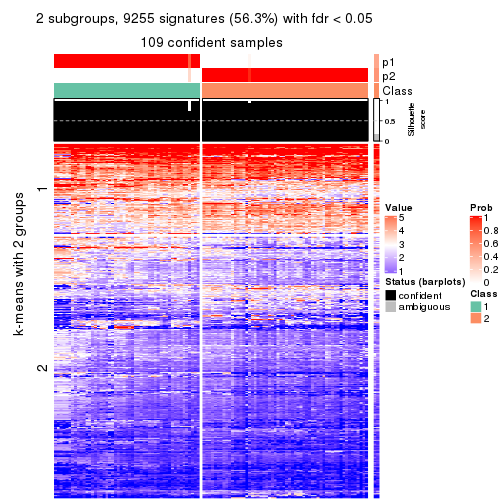 2 subgroups, 9255 signatures (56.3%) with fdr < 0.05
109 confident samples
p1
p2
Class
1
0.5
0
Silhouette
score
k-means with 2 groups
1
2
Value
5
4
3
2
1
Status (barplots)
confident
ambiguous
Prob
1
0.8
0.6
0.4
0.2
0
Class
1
2